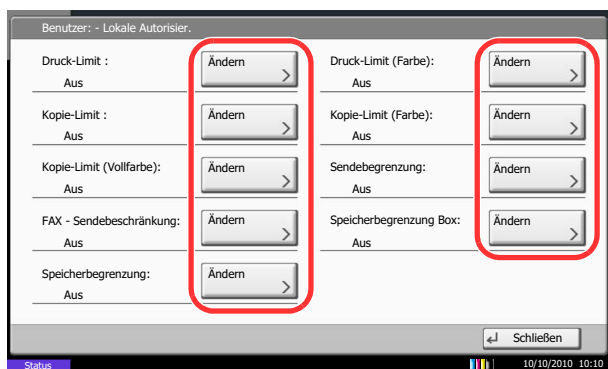 Benutzer: - Lokale Autorisier.
Druck-Limit :
Aus
Ändern
Druck-Limit (Farbe):
Aus
Ändern
Kopie-Limit :
Aus
Ändern
Kopie-Limit (Farbe):
Aus
Ändern
Kopie-Limit (Vollfarbe):
Aus
Ändern
Sendebegrenzung:
Aus
Ändern
FAX - Sendebeschränkung:
Aus
Ändern
Speicherbegrenzung Box:
Aus
Ändern
Speicherbegrenzung:
Aus
Ändern
Schließen
Status
10/10/2010 10:10